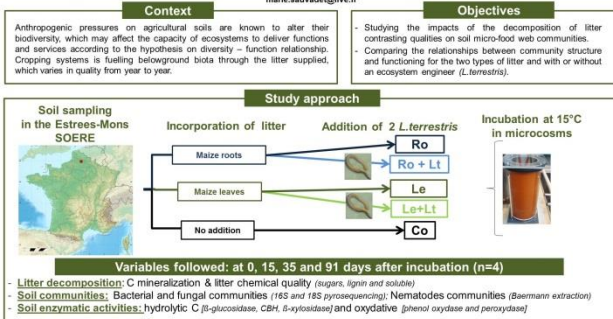 marie.sauvadet@live.fr
Context
Anthropogenic pressures on agricultural soils are known to alter their
biodiversity, which may affect the capacity of ecosystems to deliver functions
and services according to the hypothesis on diversity – function relationship.
Cropping systems is fuelling belowground biota through the litter supplied,
which varies in quality from year to year.
Objectives
- Studying the impacts of the decomposition of litter
contrasting qualities on soil micro-food web communities.
- Comparing the relationships between community structure
and functioning for the two types of litter and with or without
an ecosystem engineer (L.terrestris).
Study approach
Soil sampling
in the Estrees-Mons
SOERE
Incorporation of litter
Addition of 2 L.terrestris
Incubation at 15°C
in microcosms
Maize roots
Ro
Ro + Lt
Maize leaves
Le
Le+Lt
No addition
Co
Variables followed: at 0, 15, 35 and 91 days after incubation (n=4)
- Litter decomposition: C mineralization & litter chemical quality (sugars, lignin and soluble)
- Soil communities: Bacterial and fungal communities (16S and 18S pyrosequencing); Nematodes communities (Baermann extraction)
- Soil enzymatic activities: hydrolytic C [ß-glucosidase, CBH, ß-xylosidase] and oxydative [phenol oxydase and peroxydase]